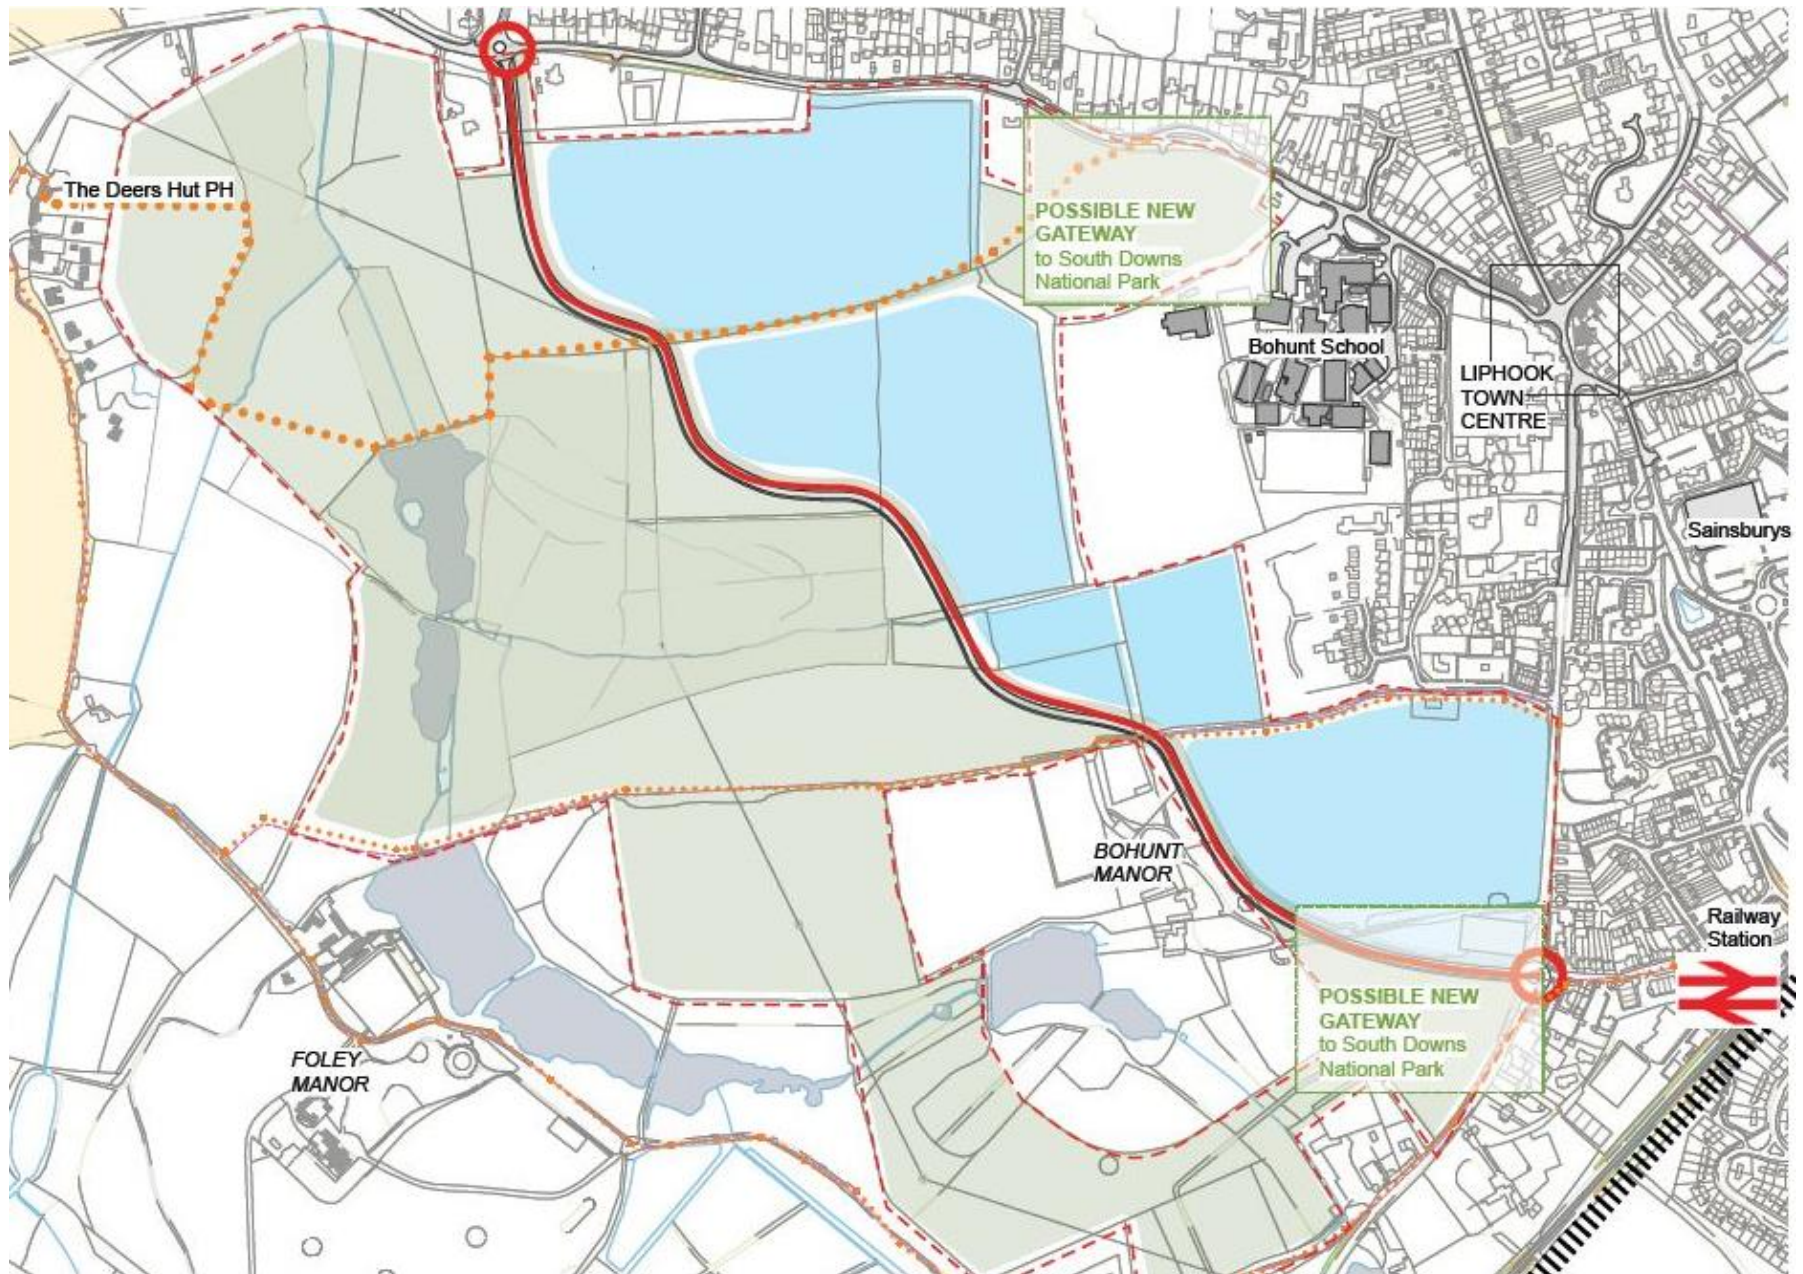 The Deers Hut PH
POSSIBLE NEW
GATEWAY
to South Downs
National Park
Bohunt School
LIPHOOK
TOWN
CENTRE
Sainsburys
BOHUNT
MANOR
Railway
Station
POSSIBLE NEW
GATEWAY
to South Downs
National Park
FOLEY
MANOR